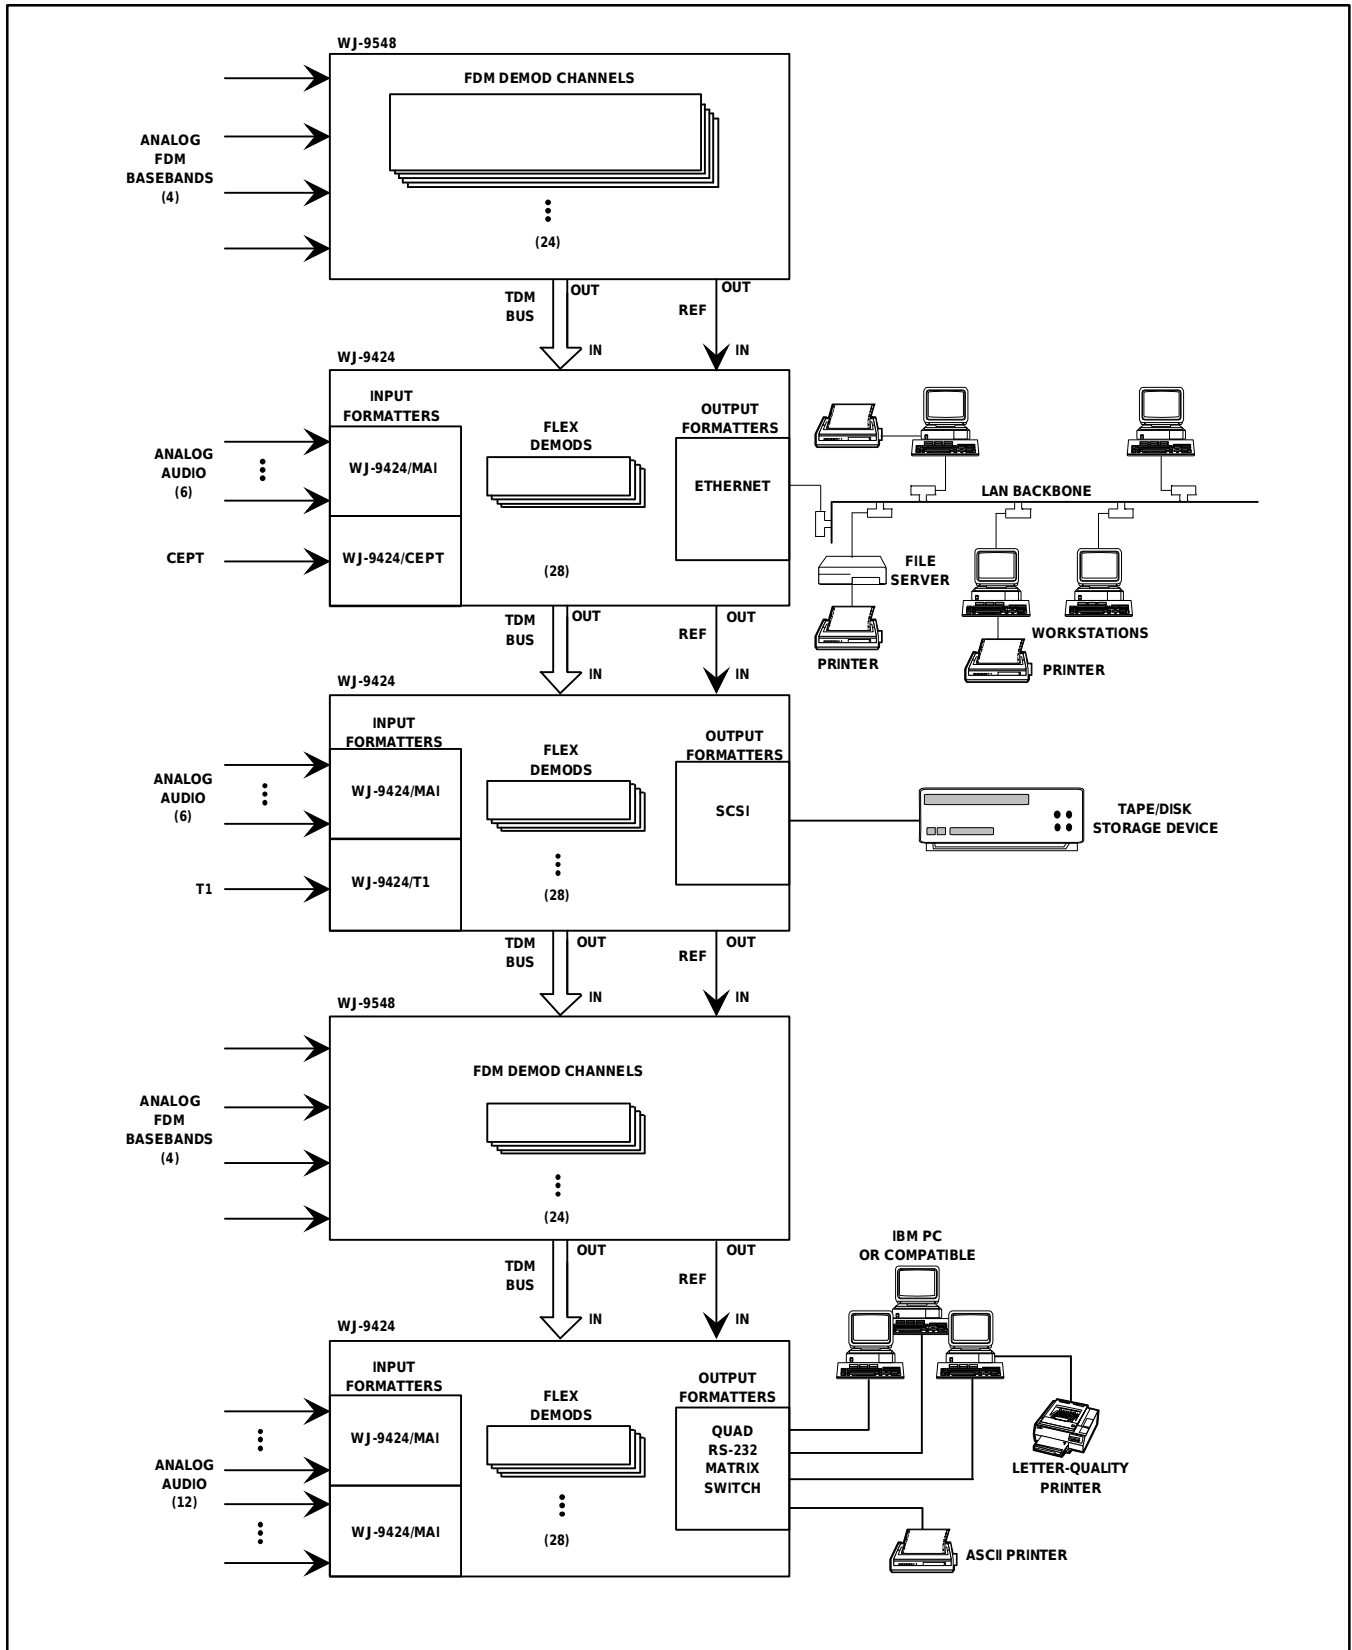 WJ-9548
FDM DEMOD CHANNELS
ANALOG
FDM
BASEBANDS
(4)
(24)
TDM
BUS
OUT
IN
REF
OUT
IN
WJ-9424
INPUT
FORMATTERS
WJ-9424/MAI
WJ-9424/CEPT
ANALOG
AUDIO
(6)
CEPT
FLEX
DEMODS
(28)
OUTPUT
FORMATTERS
ETHERNET
LAN BACKBONE
FILE
SERVER
PRINTER
WORKSTATIONS
PRINTER
TDM
BUS
OUT
IN
REF
OUT
IN
WJ-9424
INPUT
FORMATTERS
WJ-9424/MAI
WJ-9424/T1
ANALOG
AUDIO
(6)
T1
FLEX
DEMODS
(28)
OUTPUT
FORMATTERS
SCSI
TAPE/DISK
STORAGE DEVICE
TDM
BUS
OUT
IN
REF
OUT
IN
WJ-9548
FDM DEMOD CHANNELS
ANALOG
FDM
BASEBANDS
(4)
(24)
TDM
BUS
OUT
IN
REF
OUT
IN
WJ-9424
INPUT
FORMATTERS
WJ-9424/MAI
WJ-9424/MAI
ANALOG
AUDIO
(12)
FLEX
DEMODS
(28)
OUTPUT
FORMATTERS
QUAD
RS-232
MATRIX
SWITCH
IBM PC
OR COMPATIBLE
LETTER-QUALITY
PRINTER
ASCII PRINTER